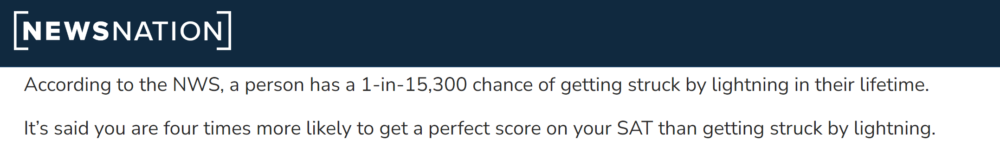 NEWSNATION
According to the NWS, a person has a 1-in-15,300 chance of getting struck by lightning in their lifetime.
It’s said you are four times more likely to get a perfect score on your SAT than getting struck by lightning.